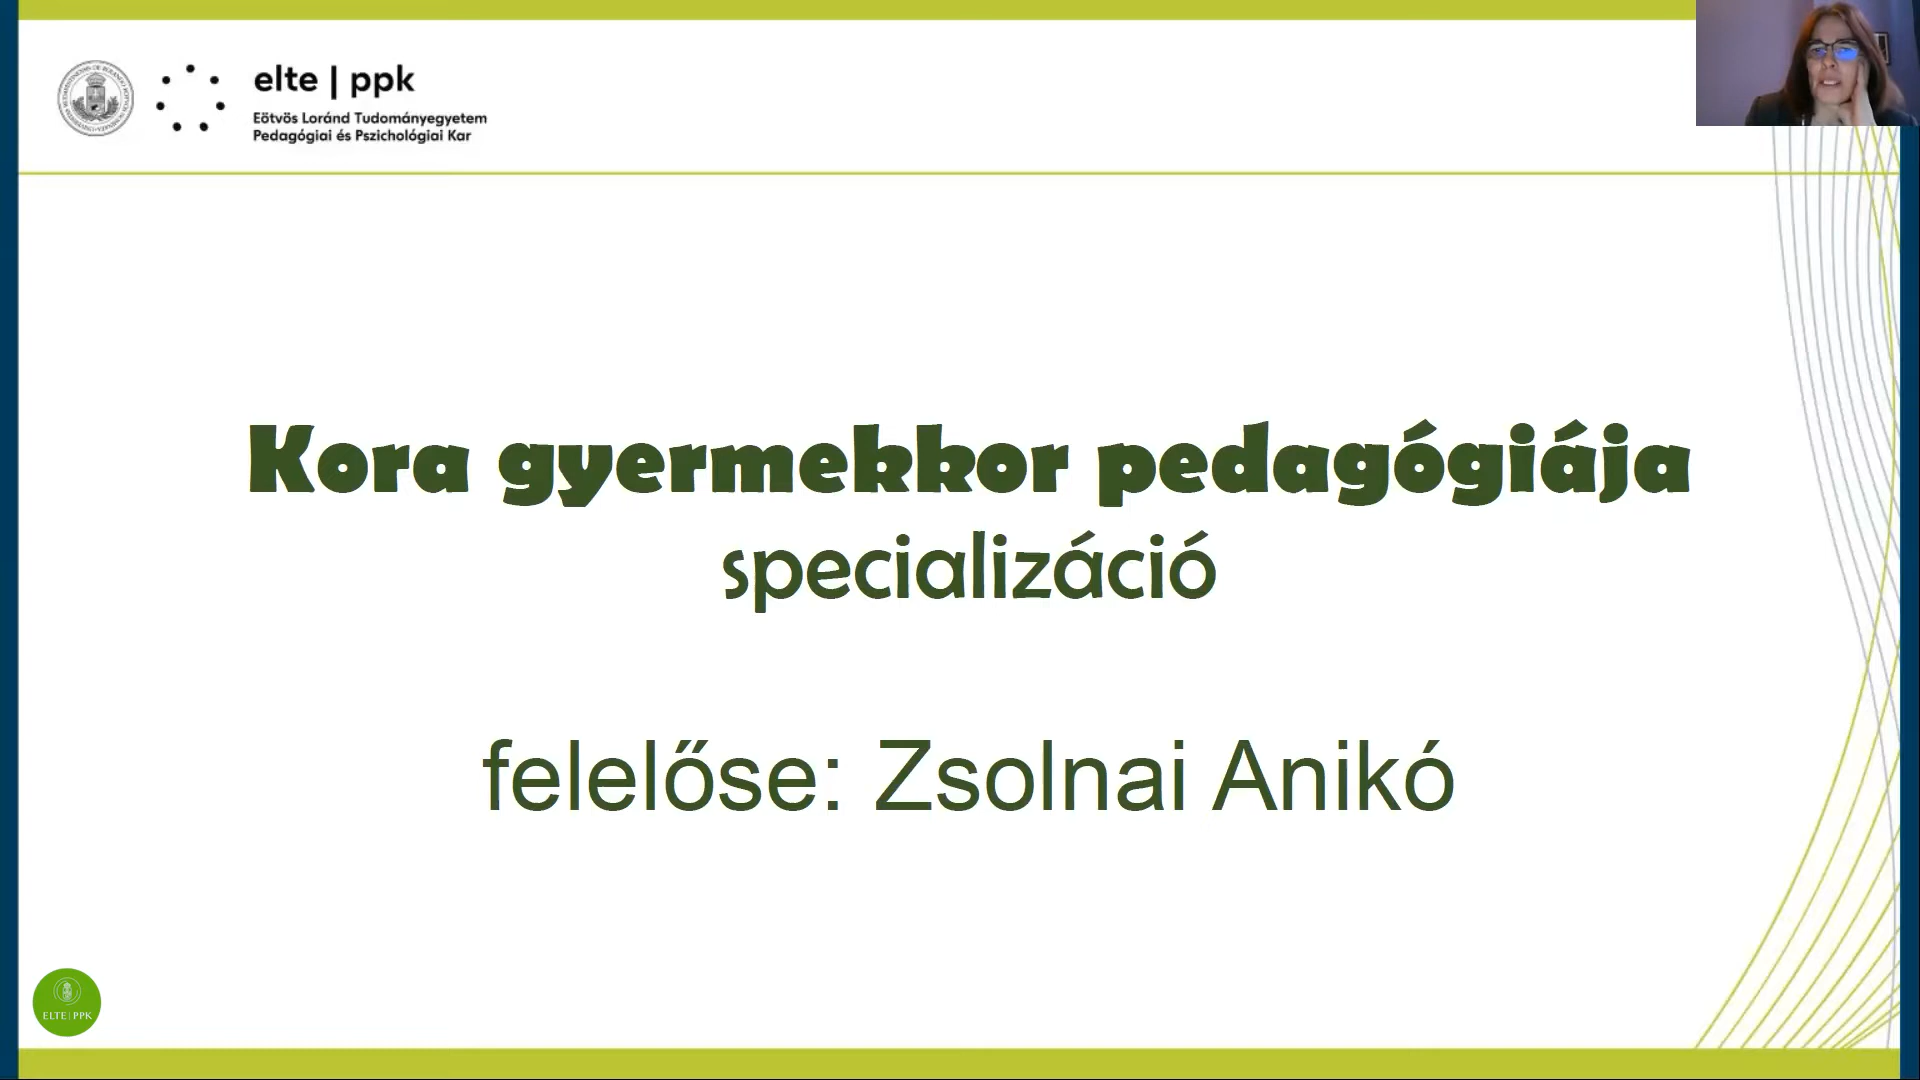 elte | ppk
Eötvös Loránd Tudományegyetem
Pedagógiai és Pszichológiai Kar
Kora gyermekkor pedagógiája
specializáció
felelőse: Zsolnai Anikó
ELTE | PPK